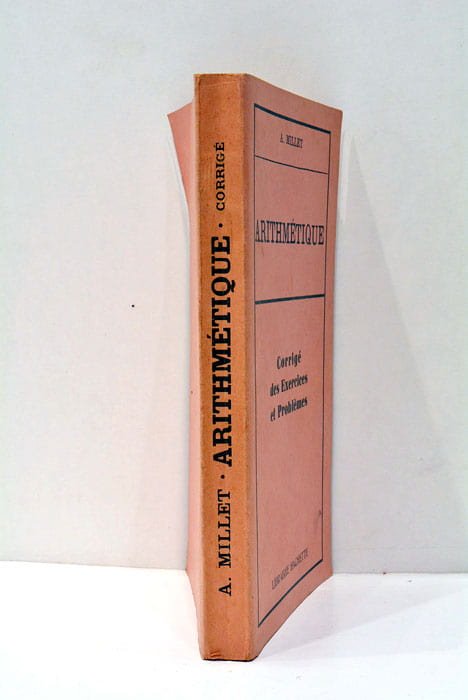 A. MILLET · ARITHMÉTIQUE · CORRIGÉ
A. MILLET
ARITHMÉTIQUE
Corrigé
des Exercices
et Problèmes
LIBRAIRIE HACHETTE